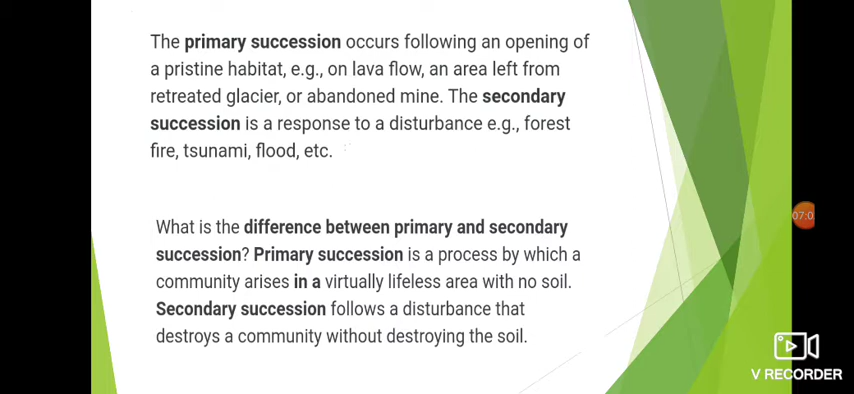 The primary succession occurs following an opening of
a pristine habitat, e.g., on lava flow, an area left from
retreated glacier, or abandoned mine. The secondary
succession is a response to a disturbance e.g., forest
fire, tsunami, flood, etc.
What is the difference between primary and secondary
succession? Primary succession is a process by which a
community arises in a virtually lifeless area with no soil.
Secondary succession follows a disturbance that
destroys a community without destroying the soil.
V RECORDER